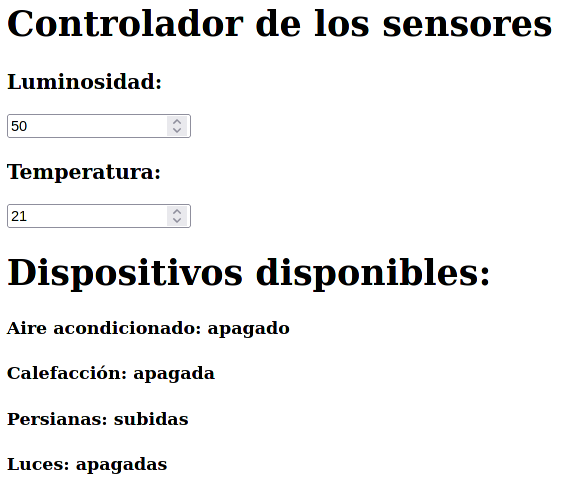 Controlador de los sensores
Luminosidad:
50
Temperatura:
21
Dispositivos disponibles:
Aire acondicionado: apagado
Calefacción: apagada
Persianas: subidas
Luces: apagadas